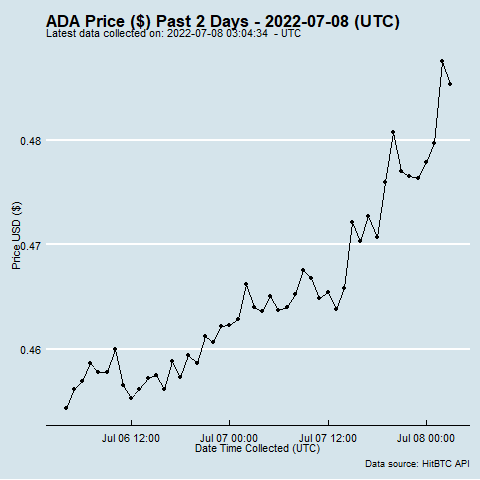 ADA Price ($) Past 2 Days - 2022-07-08 (UTC)
Latest data collected on: 2022-07-08 03:04:34 - UTC
Price USD ($)
0.48
0.47
0.46
Jul 06 12:00 Jul 07 00:00 Jul 07 12:00 Jul 08 00:00
Date Time Collected (UTC)
Data source: HitBTC API